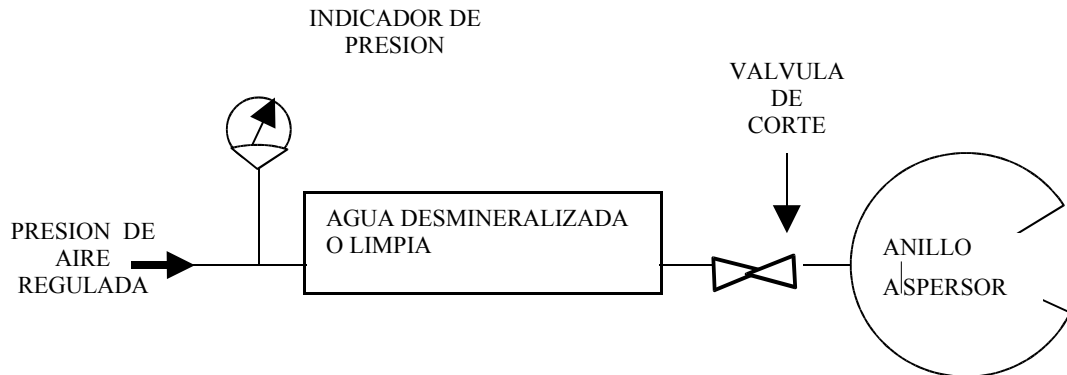 INDICADOR DE
PRESION
VALVULA
DE
CORTE
PRESION DE
AIRE
REGULADA
AGUA DESMINERALIZADA
O LIMPIA
ANILLO
ASPERSOR